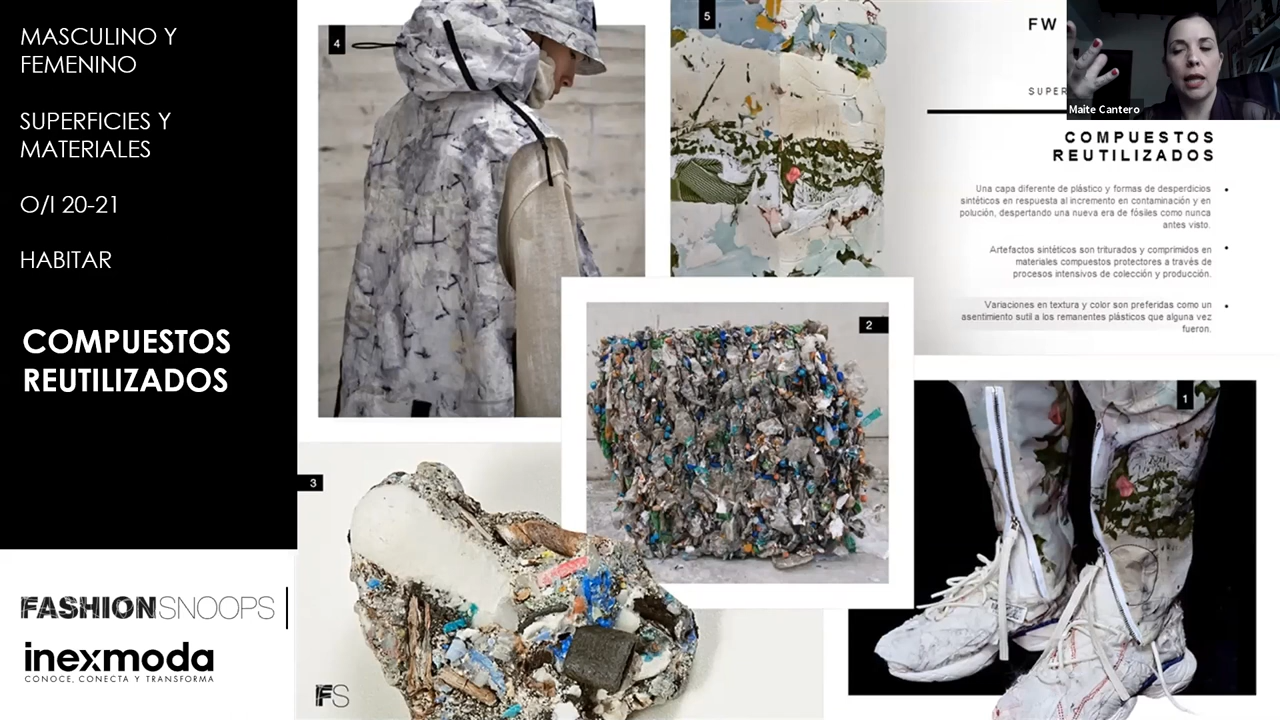 MASCULINO Y
FEMENINO
SUPERFICIES Y
MATERIALES
O/I 20-21
HABITAR
COMPUESTOS
REUTILIZADOS
FASHIONSNOOPS
inexmoda
CONOCE, CONECTA Y TRANSFORMA
4
5
2
3
1
FS
FW
SUPER
Maite Cantero
COMPUESTOS
REUTILIZADOS
Una capa diferente de plástico y formas de desperdicios
sintéticos en respuesta al incremento en contaminación y en
polución, despertando una nueva era de fósiles como nunca
antes visto.
Artefactos sintéticos son triturados y comprimidos en
materiales compuestos protectores a través de
procesos intensivos de colección y producción.
Variaciones en textura y color son preferidas como un
asentimiento sutil a los remanentes plásticos que alguna vez
fueron.